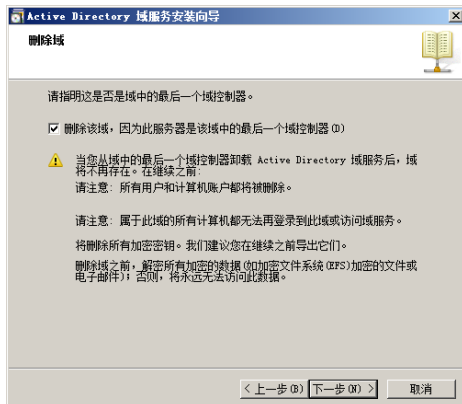 Active Directory 域服务安装向导
删除域
请指明这是否是域中的最后一个域控制器。
删除该域，因为此服务器是该域中的最后一个域控制器(D)
当您从域中的最后一个域控制器卸载 Active Directory 域服务后，域
将不再存在。在继续之前:
请注意: 所有用户和计算机账户都将被删除。
请注意: 属于此域的所有计算机都无法再登录到此域或访问域服务。
将删除所有加密密钥。我们建议您在继续之前导出它们。
删除域之前，解密所有加密的数据(如加密文件系统(EFS)加密的文件或
电子邮件)；否则，将永远无法访问此数据。
< 上一步(B) 下一步(N) > 取消